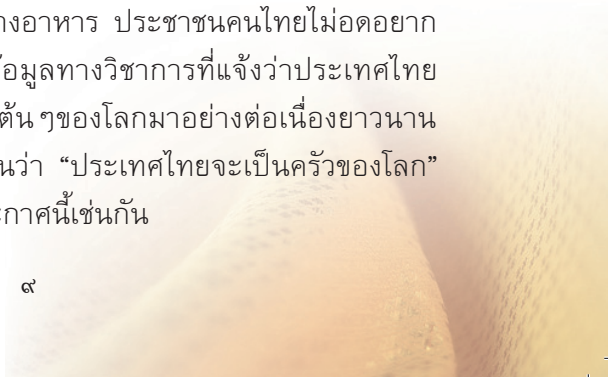 างอาหาร ประชาชนคนไทยไม่อดอยาก
้อมูลทางวิชาการที่แจ้งว่าประเทศไทย
ต้น ๆของโลกมาอย่างต่อเนื่องยาวนาน
นว่า “ประเทศไทยจะเป็นครัวของโลก”
ะกาศนี้เช่นกัน
๙